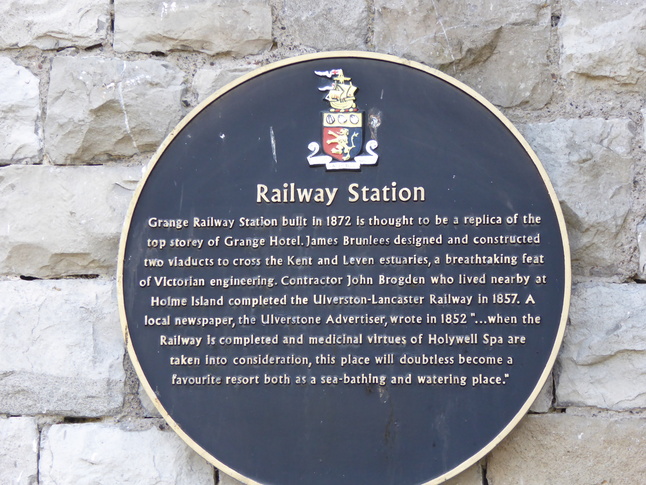 Railway Station
Grange Railway Station built in 1872 is thought to be a replica of the
top storey of Grange Hotel. James Brunlees designed and constructed
two viaducts to cross the Kent and Leven estuaries, a breathtaking feat
of Victorian engineering. Contractor John Brogden who lived nearby at
Holme Island completed the Ulverston-Lancaster Railway in 1857. A
local newspaper, the Ulverstone Advertiser, wrote in 1852 "...when the
Railway is completed and medicinal virtues of Holywell Spa are
taken into consideration, this place will doubtless become a
favourite resort both as a sea-bathing and watering place."